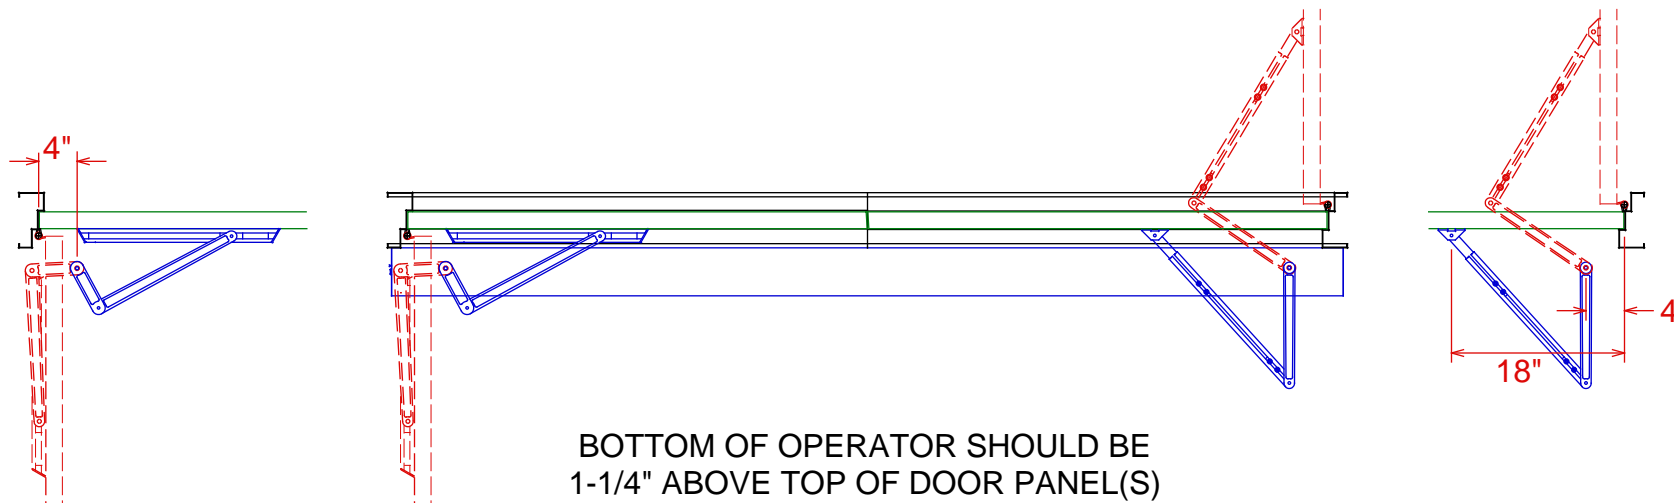 4"
4
18"
BOTTOM OF OPERATOR SHOULD BE
1-1/4" ABOVE TOP OF DOOR PANEL(S)